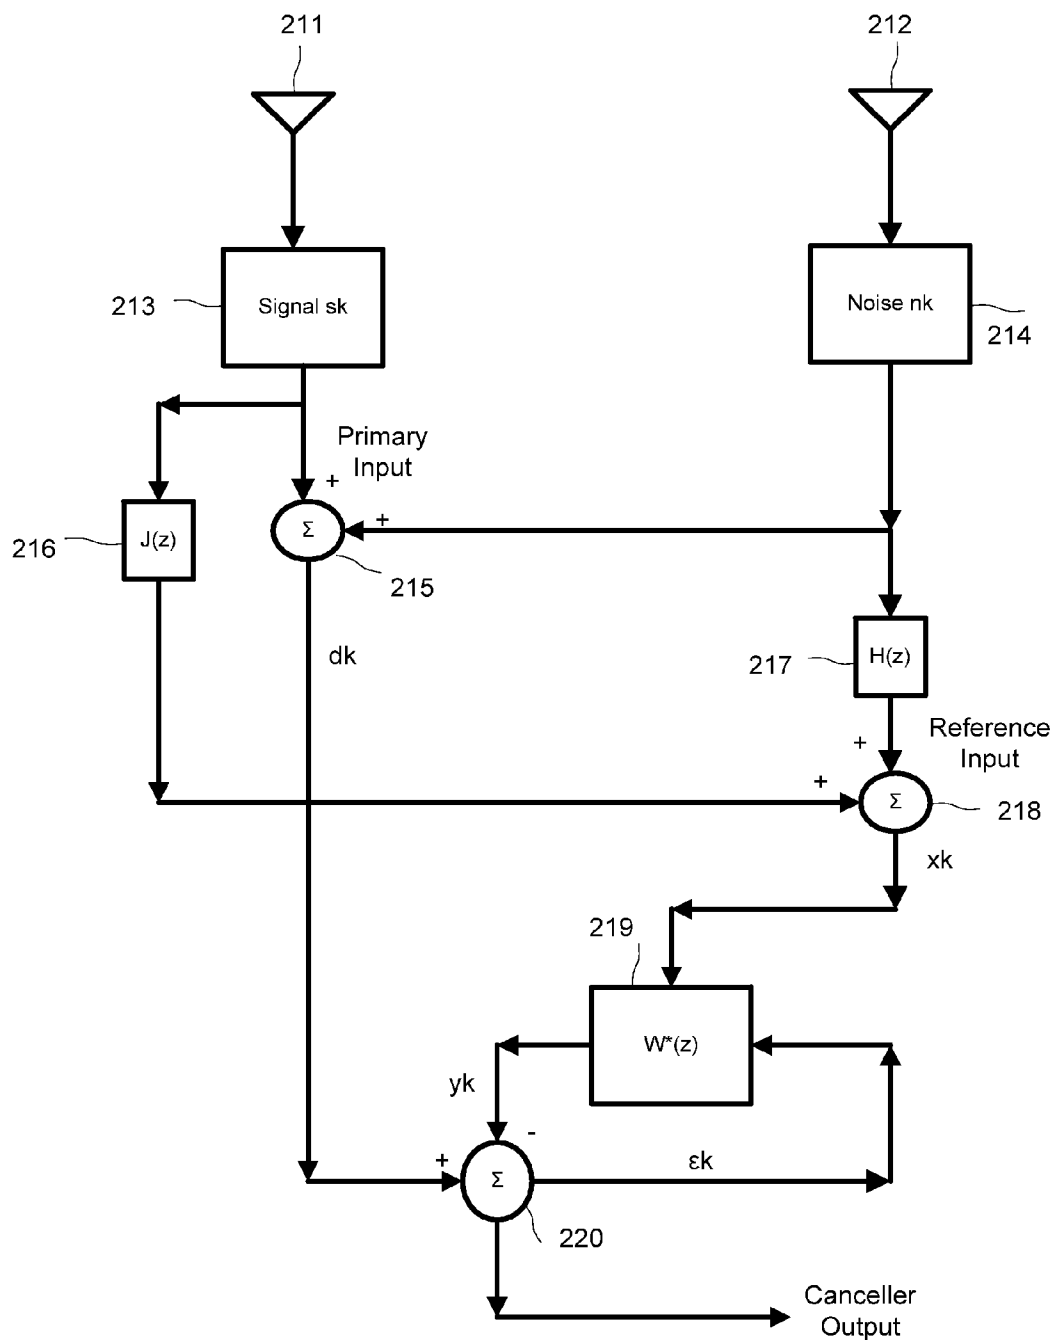 211
212
213
Signal sk
Noise nk
214
Primary
Input
+
+
216
J(z)
Σ
215
dk
217
H(z)
Reference
Input
+
+
Σ
218
xk
219
W*(z)
yk
-
+
εk
Σ
220
Canceller
Output